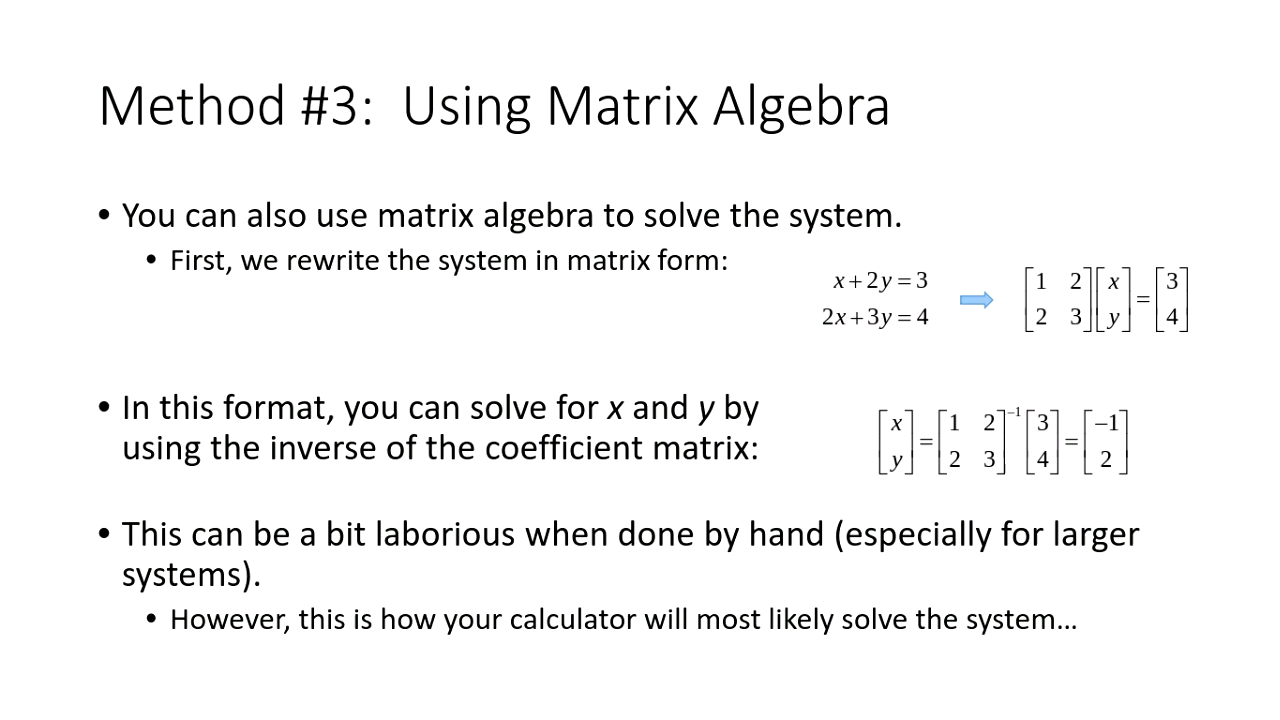 Method #3:  Using Matrix Algebra
• You can also use matrix algebra to solve the system.
• First, we rewrite the system in matrix form:
x + 2y = 3
2x + 3y = 4
[1 2; 2 3][x; y] = [3; 4]
• In this format, you can solve for x and y by
using the inverse of the coefficient matrix:
[x; y] = [1 2; 2 3]⁻¹[3; 4] = [−1; 2]
• This can be a bit laborious when done by hand (especially for larger
systems).
• However, this is how your calculator will most likely solve the system…